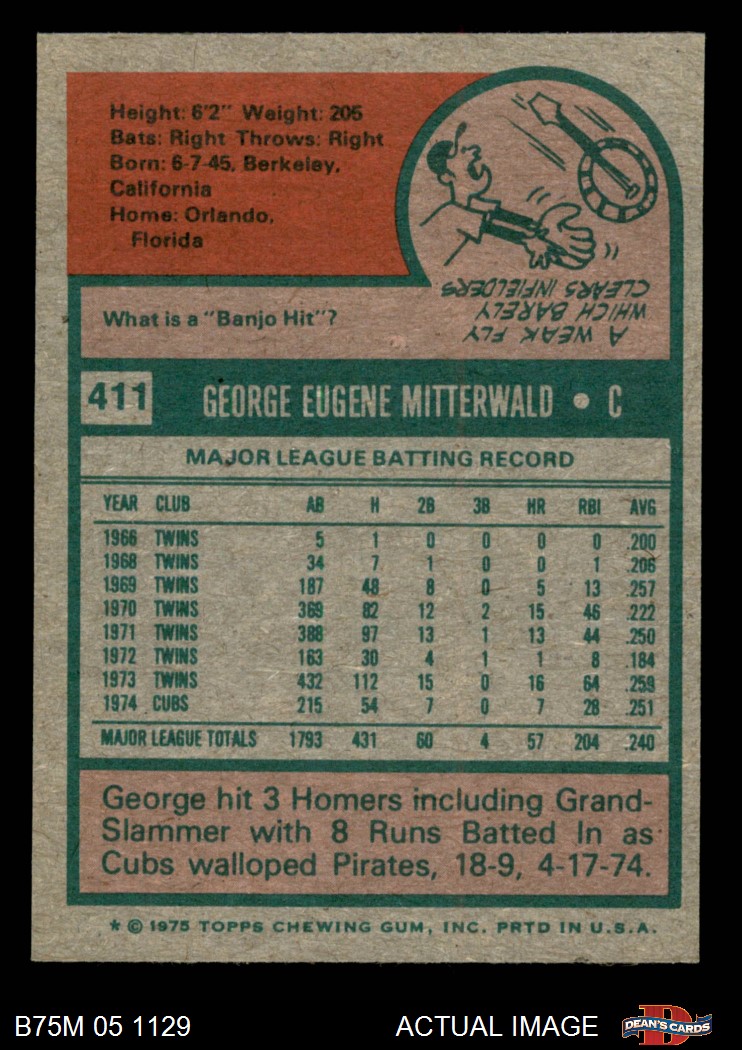 Height: 6'2" Weight: 205
Bats: Right Throws: Right
Born: 6-7-45, Berkeley,
California
Home: Orlando,
Florida
What is a "Banjo Hit"?
A WEAK FLY
WHICH BARELY
CLEARS INFIELDERS
411 GEORGE EUGENE MITTERWALD • C
MAJOR LEAGUE BATTING RECORD
YEAR CLUB AB H 2B 3B HR RBI AVG
1966 TWINS 5 1 0 0 0 0 .200
1968 TWINS 34 7 1 0 0 1 .206
1969 TWINS 187 48 8 0 5 13 .257
1970 TWINS 369 82 12 2 15 46 .222
1971 TWINS 388 97 13 1 13 44 .250
1972 TWINS 163 30 4 1 1 8 .184
1973 TWINS 432 112 15 0 16 64 .259
1974 CUBS 215 54 7 0 7 28 .251
MAJOR LEAGUE TOTALS 1793 431 60 4 57 204 .240
George hit 3 Homers including Grand-
Slammer with 8 Runs Batted In as
Cubs walloped Pirates, 18-9, 4-17-74.
* © 1975 TOPPS CHEWING GUM, INC. PRTD IN U.S.A.
B75M 05 1129 ACTUAL IMAGE D DEAN'S CARDS